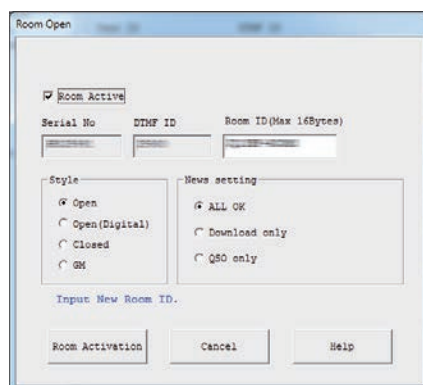 Room Open
Room Active
Serial No DTMF ID Room ID(Max 16Bytes)
Style News setting
Open ALL OK
Open(Digital) Download only
Closed QSO only
GM
Input New Room ID.
Room Activation Cancel Help